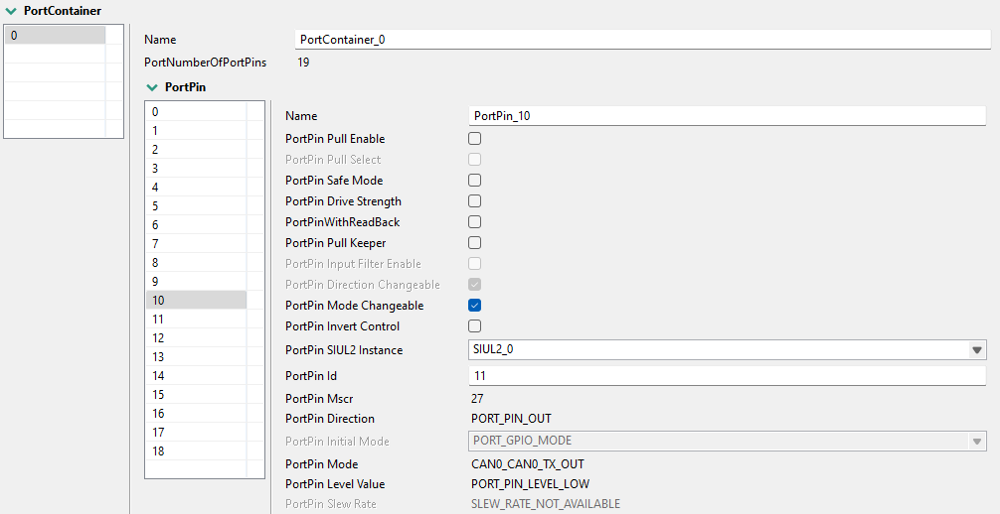 PortContainer
0
Name PortContainer_0
PortNumberOfPortPins 19
PortPin
0
1
2
3
4
5
6
7
8
9
10
11
12
13
14
15
16
17
18
Name PortPin_10
PortPin Pull Enable
PortPin Pull Select
PortPin Safe Mode
PortPin Drive Strength
PortPinWithReadBack
PortPin Pull Keeper
PortPin Input Filter Enable
PortPin Direction Changeable
PortPin Mode Changeable
PortPin Invert Control
PortPin SIUL2 Instance SIUL2_0
PortPin Id 11
PortPin Mscr 27
PortPin Direction PORT_PIN_OUT
PortPin Initial Mode PORT_GPIO_MODE
PortPin Mode CAN0_CAN0_TX_OUT
PortPin Level Value PORT_PIN_LEVEL_LOW
PortPin Slew Rate SLEW_RATE_NOT_AVAILABLE